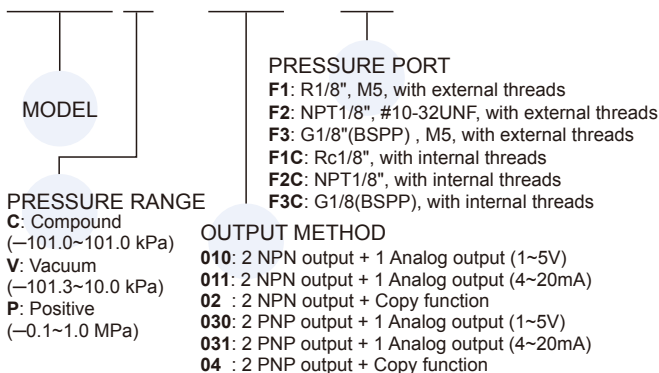 MODEL
PRESSURE RANGE
C: Compound
(—101.0~101.0 kPa)
V: Vacuum
(—101.3~10.0 kPa)
P: Positive
(—0.1~1.0 MPa)
OUTPUT METHOD
010: 2 NPN output + 1 Analog output (1~5V)
011: 2 NPN output + 1 Analog output (4~20mA)
02 : 2 NPN output + Copy function
030: 2 PNP output + 1 Analog output (1~5V)
031: 2 PNP output + 1 Analog output (4~20mA)
04 : 2 PNP output + Copy function
PRESSURE PORT
F1: R1/8", M5, with external threads
F2: NPT1/8", #10-32UNF, with external threads
F3: G1/8"(BSPP) , M5, with external threads
F1C: Rc1/8", with internal threads
F2C: NPT1/8", with internal threads
F3C: G1/8(BSPP), with internal threads